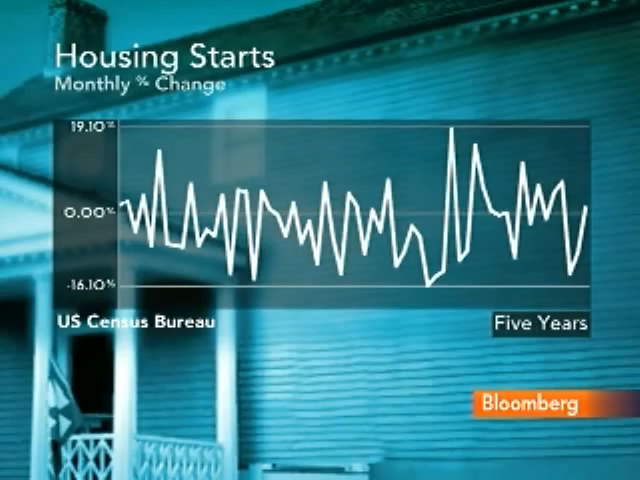 Housing Starts
Monthly % Change
19.10%
0.00%
-16.10%
US Census Bureau
Five Years
Bloomberg